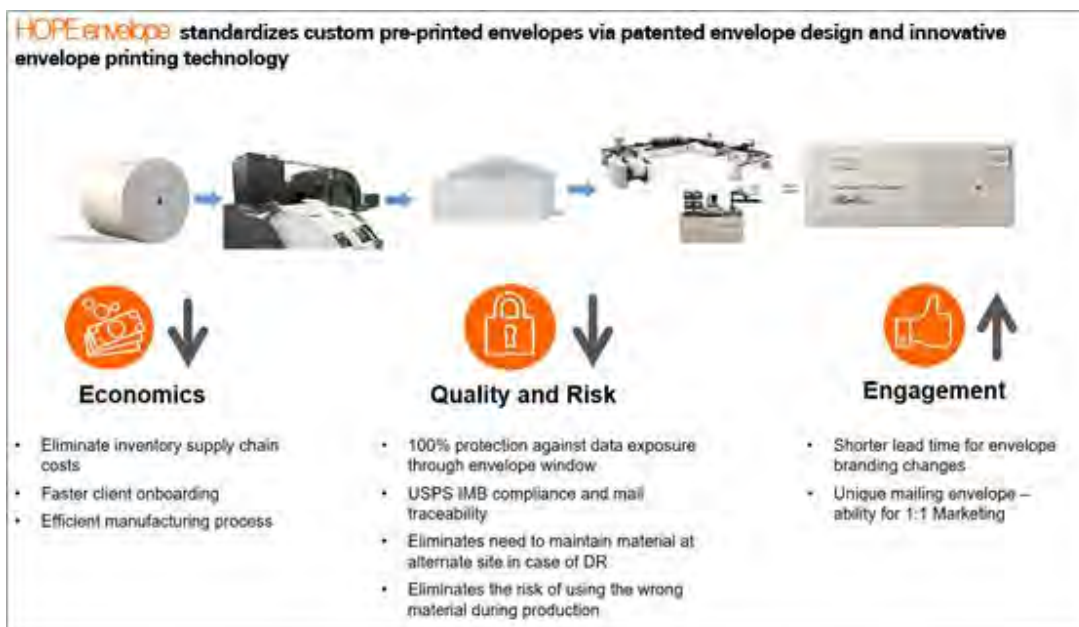 HOPE envelope standardizes custom pre-printed envelopes via patented envelope design and innovative
envelope printing technology
=
Economics
• Eliminate inventory supply chain
costs
• Faster client onboarding
• Efficient manufacturing process
Quality and Risk
• 100% protection against data exposure
through envelope window
• USPS IMB compliance and mail
traceability
• Eliminates need to maintain material at
alternate site in case of DR
• Eliminates the risk of using the wrong
material during production
Engagement
• Shorter lead time for envelope
branding changes
• Unique mailing envelope –
ability for 1:1 Marketing